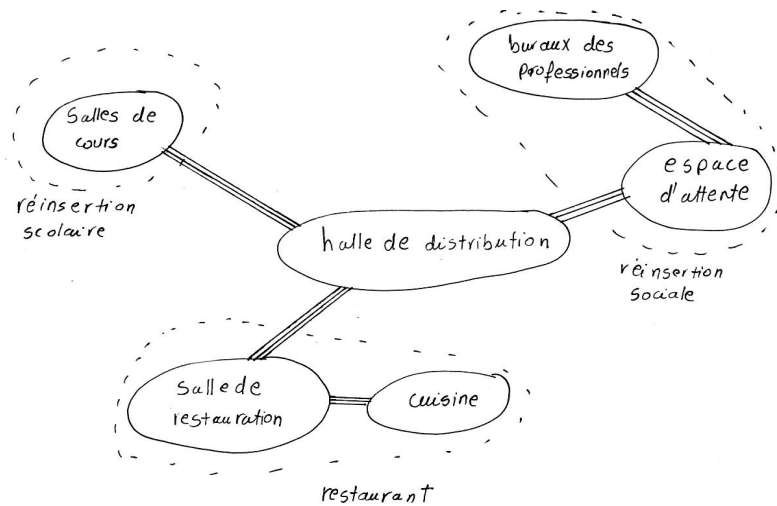 buraux des
professionnels
Salles de
cours
espace
d'attente
réinsertion
scolaire
halle de distribution
réinsertion
sociale
Salle de
restauration
cuisine
restaurant